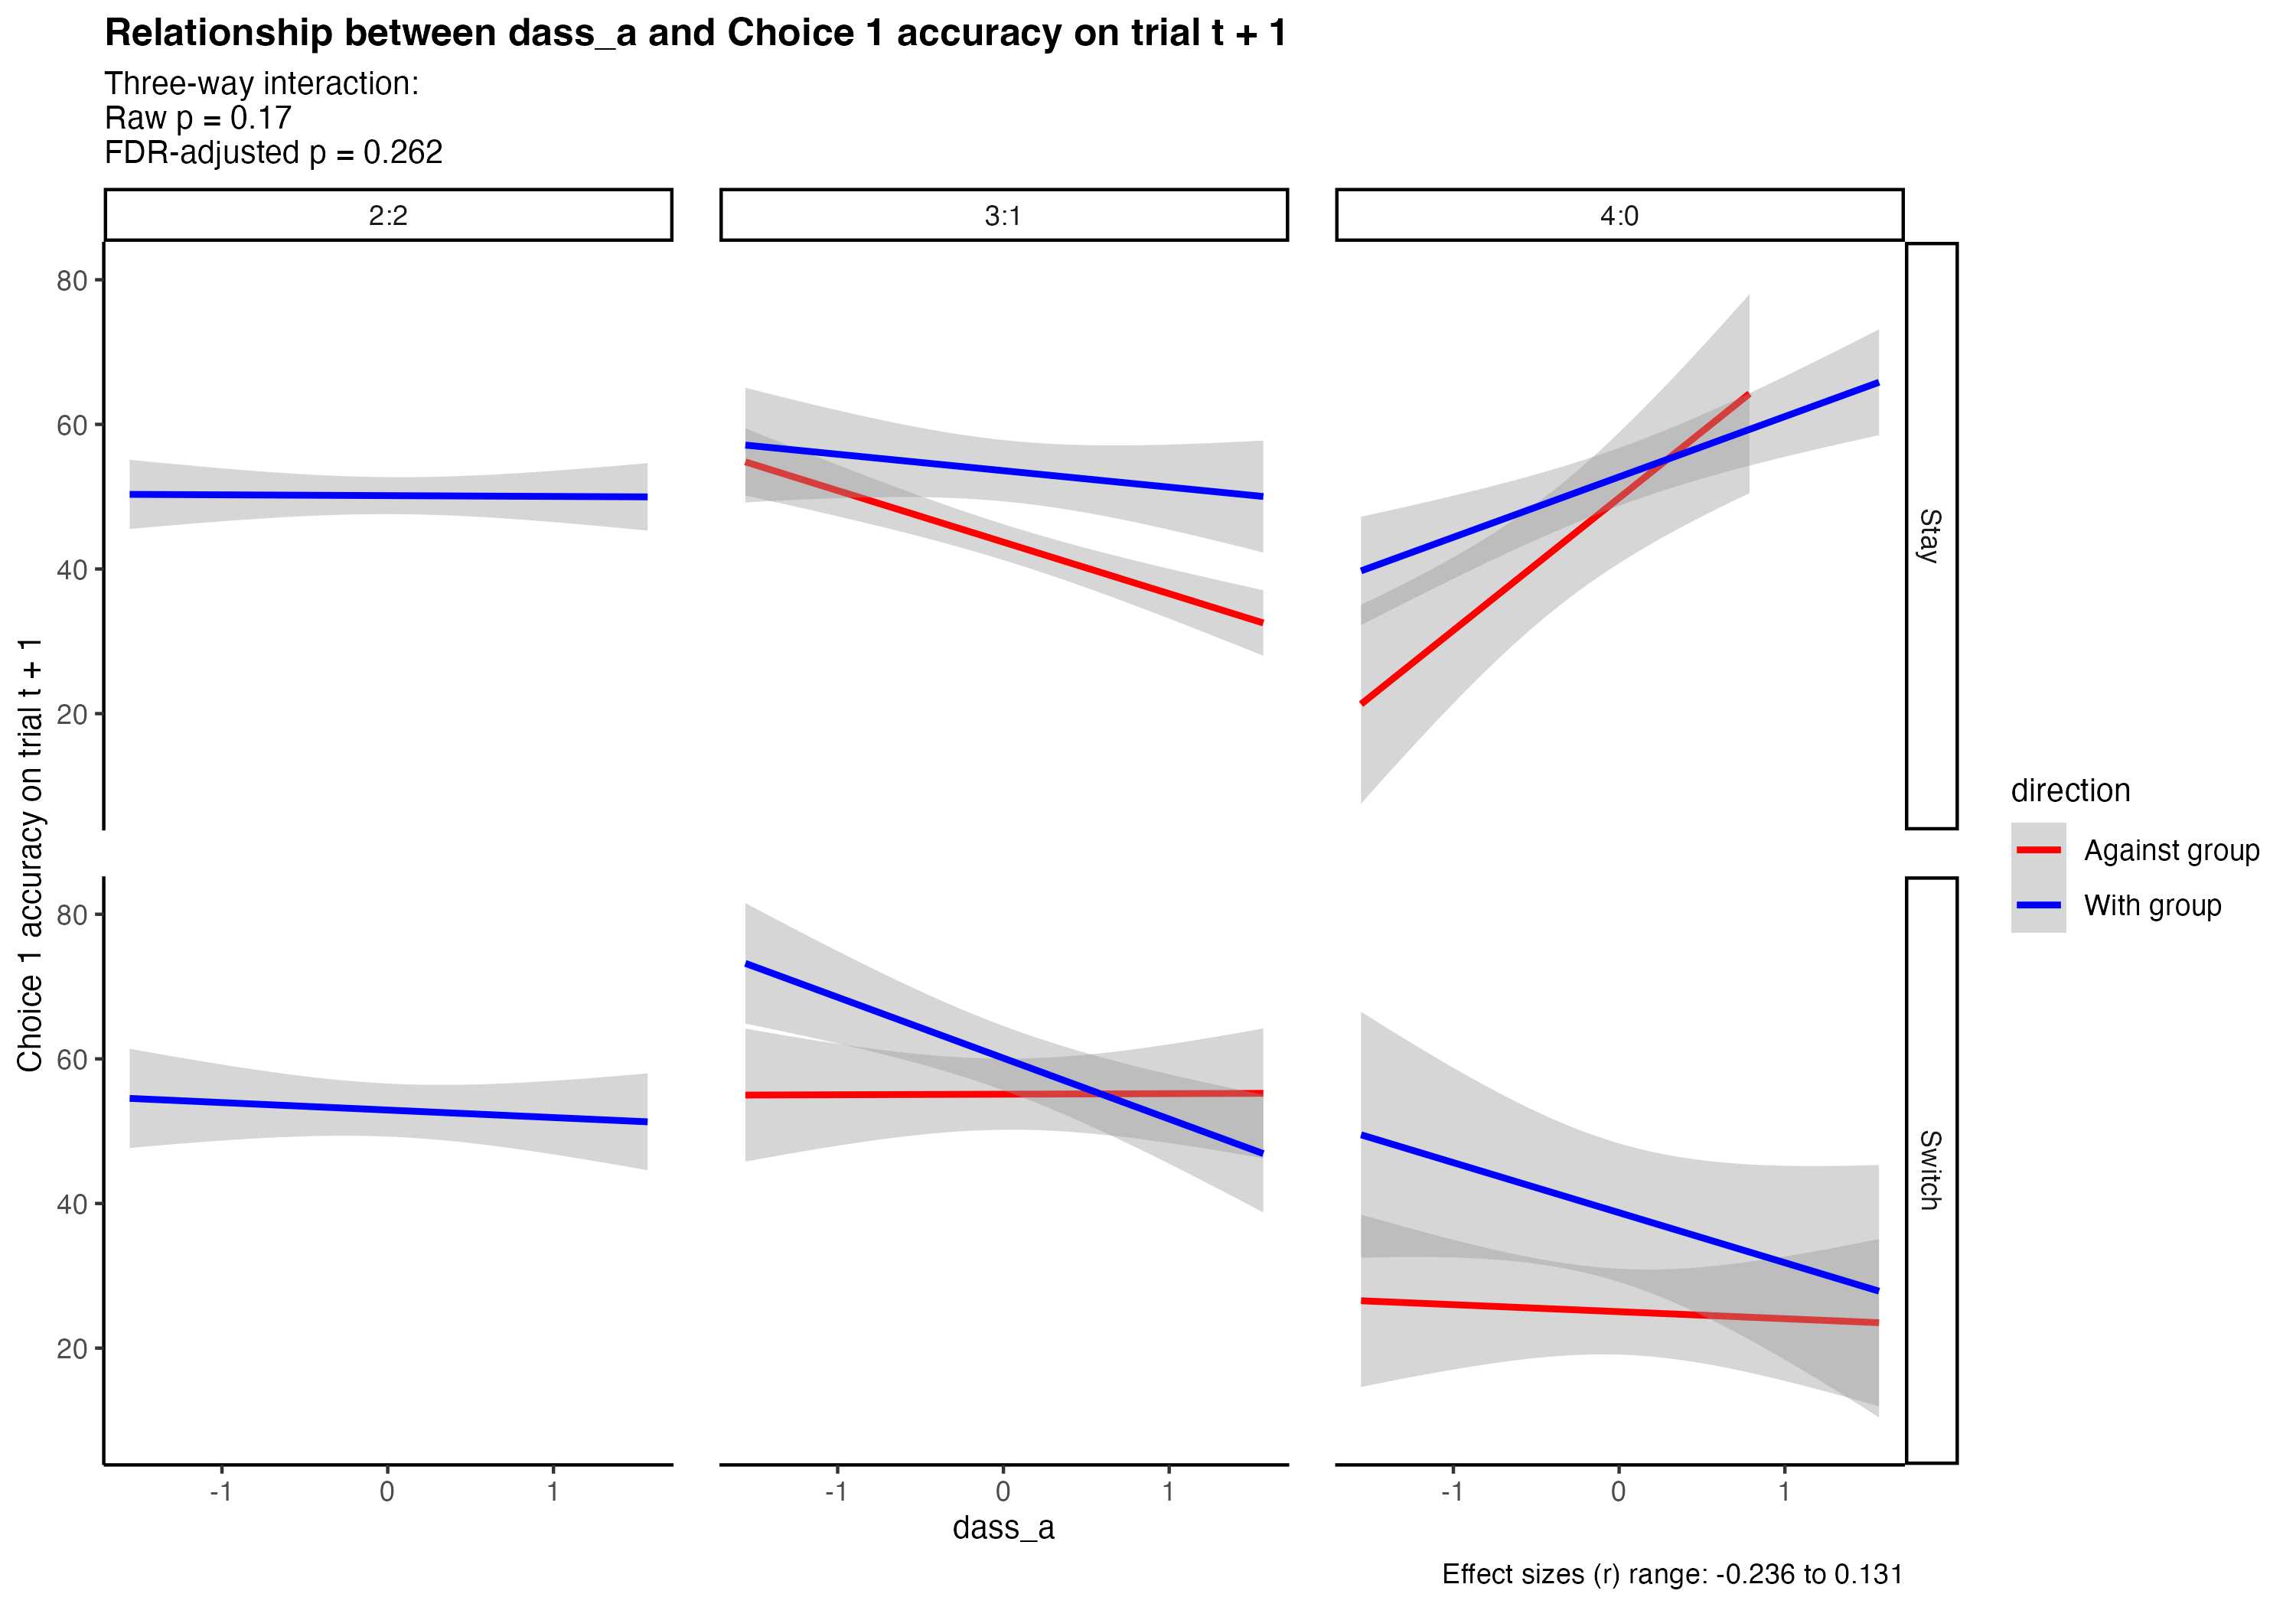 Relationship between dass_a and Choice 1 accuracy on trial t + 1
Three-way interaction:
Raw p = 0.17
FDR-adjusted p = 0.262
2:2
3:1
4:0
80
60
40
20
Stay
80
60
40
20
Switch
Choice 1 accuracy on trial t + 1
direction
Against group
With group
-1
0
1
-1
0
1
-1
0
1
dass_a
Effect sizes (r) range: -0.236 to 0.131